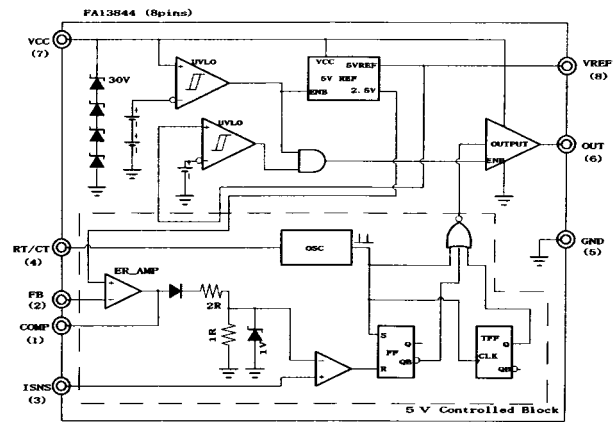 FA13844 (8pins)
VCC
(7)
30V
UVLO
VCC
5VREF
5V REF
2.5V
ENB
VREF
(8)
UVLO
OUTPUT
ENB
OUT
(6)
RT/CT
(4)
OSC
GND
(5)
ER_AMP
FB
(2)
2R
COMP
(1)
1R
1V
S
Q
FF
R
QB
TFF
Q
CLK
QB
ISNS
(3)
5 V Controlled Block